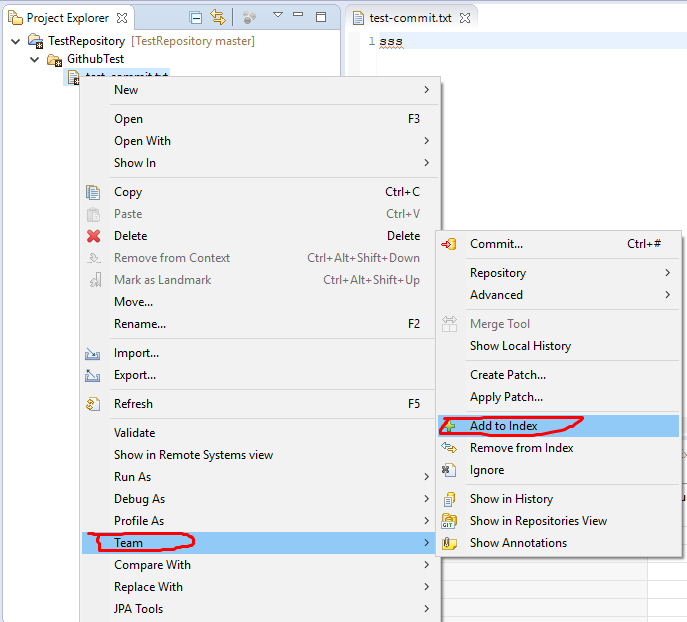 Project Explorer
TestRepository [TestRepository master]
GithubTest
test-commit.txt
test-commit.txt
1 sss
New
Open F3
Open With
Show In
Copy Ctrl+C
Paste Ctrl+V
Delete Delete
Remove from Context Ctrl+Alt+Shift+Down
Mark as Landmark Ctrl+Alt+Shift+Up
Move...
Rename... F2
Import...
Export...
Refresh F5
Validate
Show in Remote Systems view
Run As
Debug As
Profile As
Team
Compare With
Replace With
JPA Tools
Commit... Ctrl+#
Repository
Advanced
Merge Tool
Show Local History
Create Patch...
Apply Patch...
Add to Index
Remove from Index
Ignore
Show in History
GIT Show in Repositories View
Show Annotations